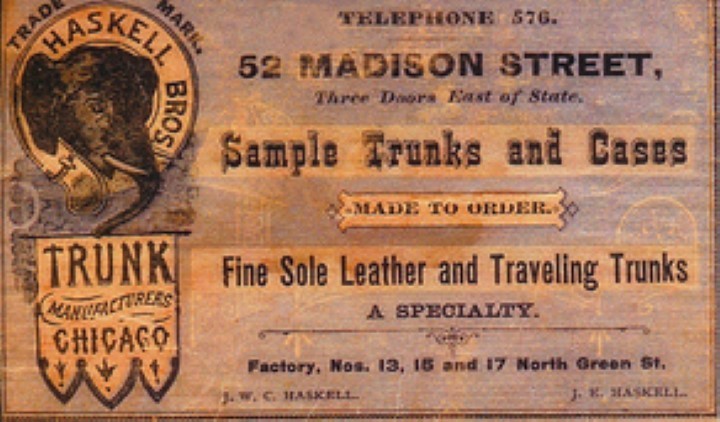 TRADE MARK.
HASKELL BROS.
TRUNK
MANUFACTURERS
CHICAGO
TELEPHONE 576.
52 MADISON STREET,
Three Doors East of State.
Sample Trunks and Cases
MADE TO ORDER.
Fine Sole Leather and Traveling Trunks
A SPECIALTY.
Factory, Nos. 13, 15 and 17 North Green St.
J. W. C. HASKELL.
J. E. HASKELL.